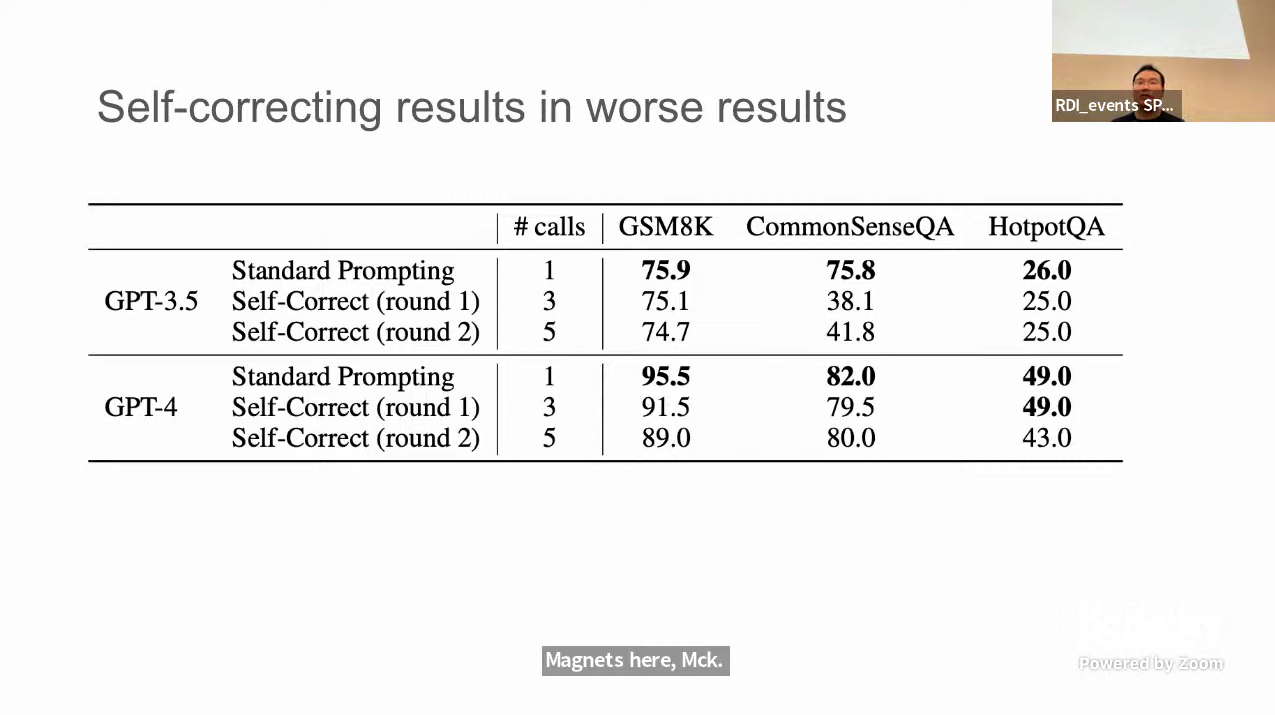 Self-correcting results in worse results
RDI_events SP...
# calls GSM8K CommonSenseQA HotpotQA
Standard Prompting 1 75.9 75.8 26.0
GPT-3.5 Self-Correct (round 1) 3 75.1 38.1 25.0
Self-Correct (round 2) 5 74.7 41.8 25.0
Standard Prompting 1 95.5 82.0 49.0
GPT-4 Self-Correct (round 1) 3 91.5 79.5 49.0
Self-Correct (round 2) 5 89.0 80.0 43.0
Magnets here, Mck.
Powered by Zoom